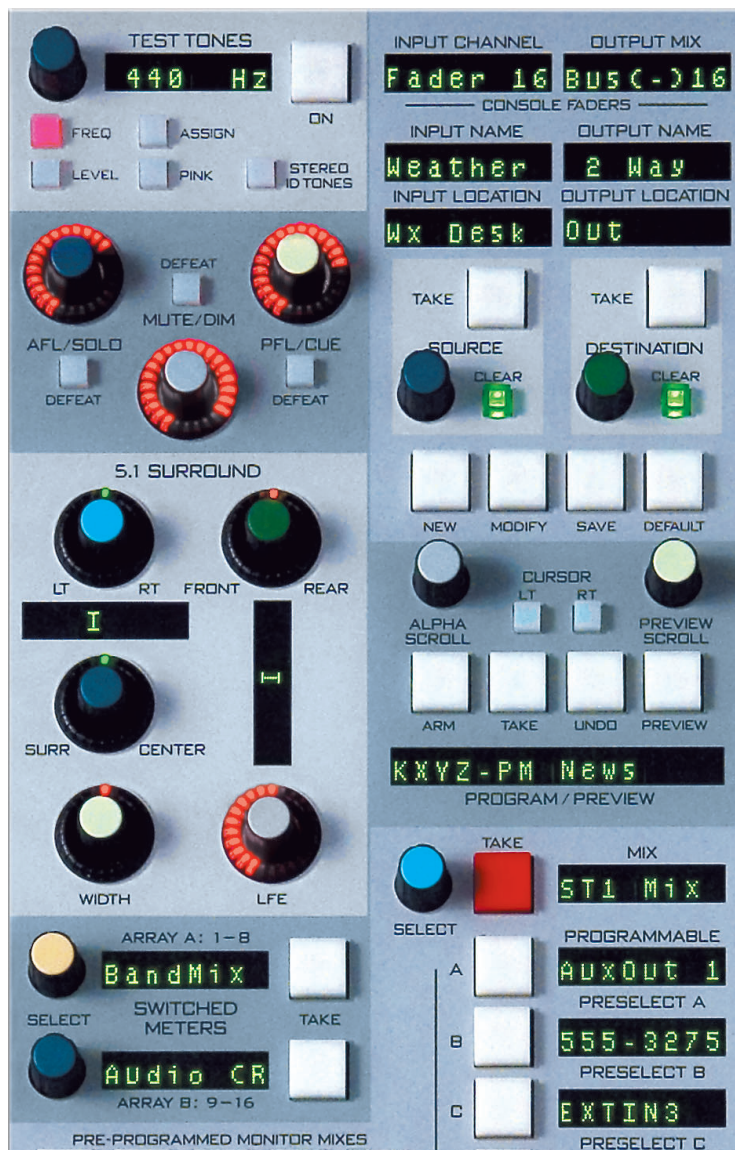 TEST TONES
440 Hz
ON
FREQ
ASSIGN
LEVEL
PINK
STEREO
ID TONES
DEFEAT
MUTE/DIM
AFL/SOLO
PFL/CUE
DEFEAT
DEFEAT
5.1 SURROUND
LT
RT
FRONT
REAR
I
I
SURR
CENTER
WIDTH
LFE
ARRAY A: 1-8
BandMix
SELECT
SWITCHED
METERS
TAKE
Audio CR
ARRAY B: 9-16
PRE-PROGRAMMED MONITOR MIXES
INPUT CHANNEL
OUTPUT MIX
Fader 16
Bus(-)16
CONSOLE FADERS
INPUT NAME
OUTPUT NAME
Weather
2 Way
INPUT LOCATION
OUTPUT LOCATION
Wx Desk
Out
TAKE
TAKE
SOURCE
DESTINATION
CLEAR
CLEAR
NEW
MODIFY
SAVE
DEFAULT
CURSOR
LT
RT
ALPHA
SCROLL
PREVIEW
SCROLL
ARM
TAKE
UNDO
PREVIEW
KXYZ-PM News
PROGRAM / PREVIEW
TAKE
MIX
ST1 Mix
SELECT
PROGRAMMABLE
A
AuxOut 1
PRESELECT A
B
555-3275
PRESELECT B
C
EXTIN3
PRESELECT C